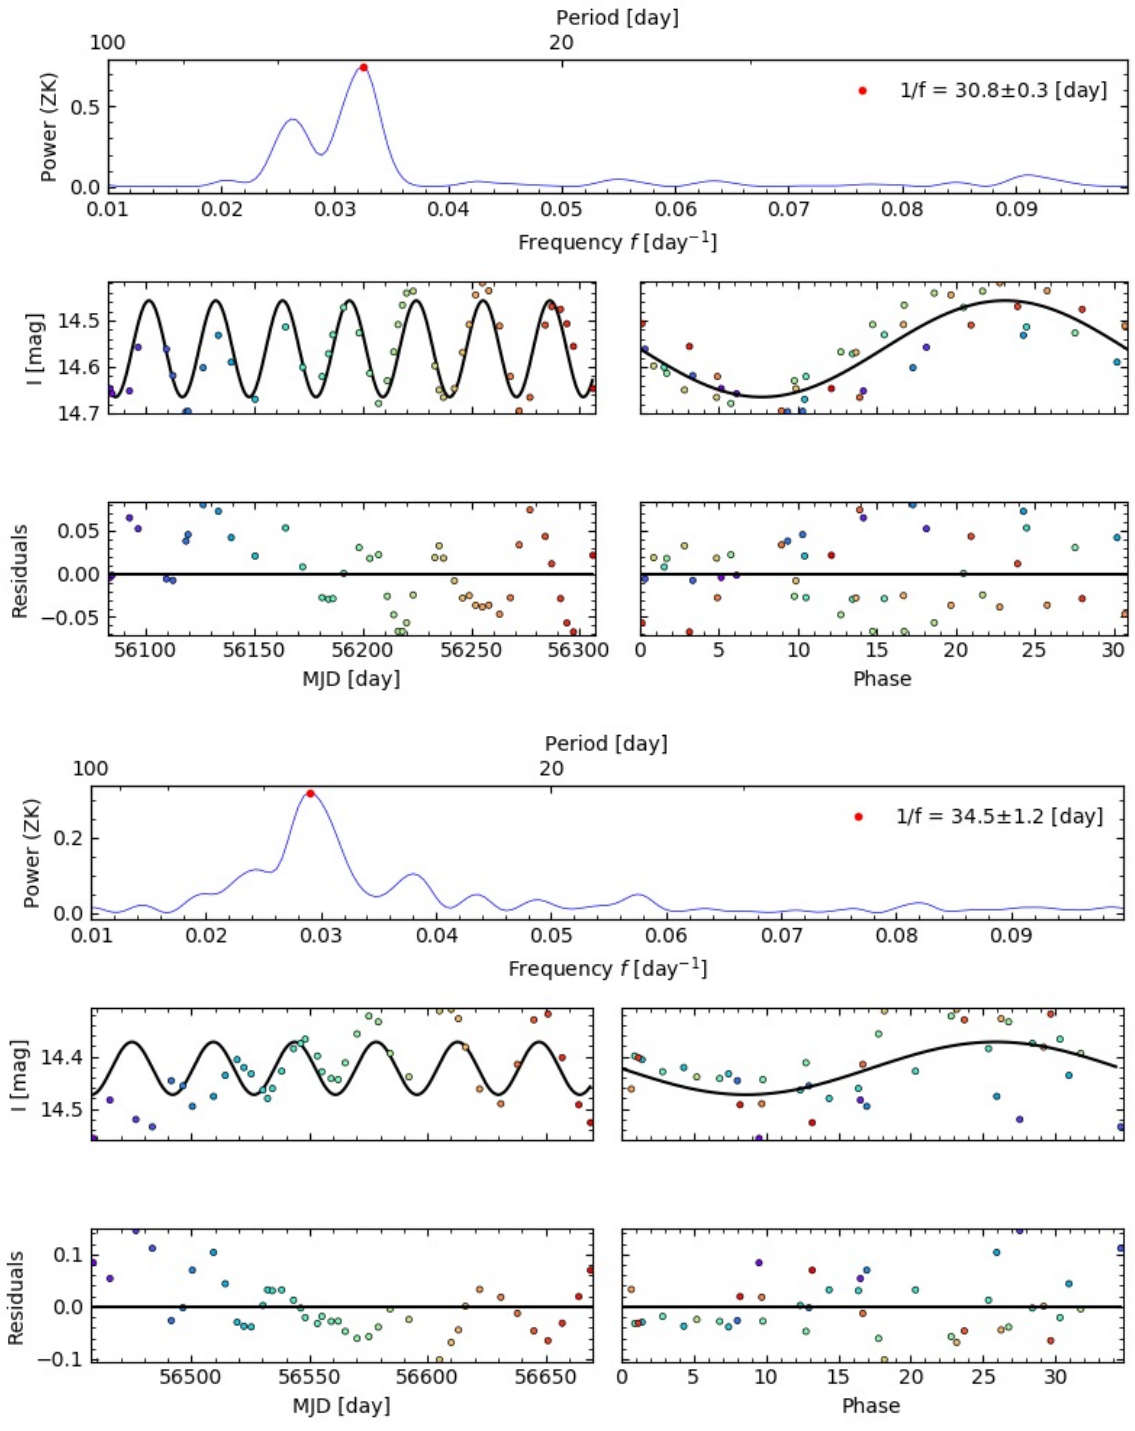 Period [day]
100 20
Power (ZK)
0.5
0.0
1/f = 30.8±0.3 [day]
0.01 0.02 0.03 0.04 0.05 0.06 0.07 0.08 0.09
Frequency f [day⁻¹]
I [mag]
14.5
14.6
14.7
Residuals
0.05
0.00
−0.05
56100 56150 56200 56250 56300
MJD [day]
0 5 10 15 20 25 30
Phase
Period [day]
100 20
Power (ZK)
0.2
0.0
1/f = 34.5±1.2 [day]
0.01 0.02 0.03 0.04 0.05 0.06 0.07 0.08 0.09
Frequency f [day⁻¹]
I [mag]
14.4
14.5
Residuals
0.1
0.0
−0.1
56500 56550 56600 56650
MJD [day]
0 5 10 15 20 25 30
Phase